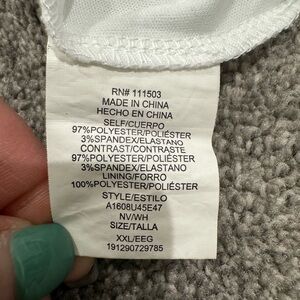 RN# 111503
MADE IN CHINA
HECHO EN CHINA
SELF/CUERPO
97%POLYESTER/POLIÉSTER
3%SPANDEX/ELASTANO
CONTRAST/CONTRASTE
97%POLYESTER/POLIÉSTER
3%SPANDEX/ELASTANO
LINING/FORRO
100%POLYESTER/POLIÉSTER
STYLE/ESTILO
A1608U45E47
NV/WH
SIZE/TALLA
XXL/EEG
191290729785